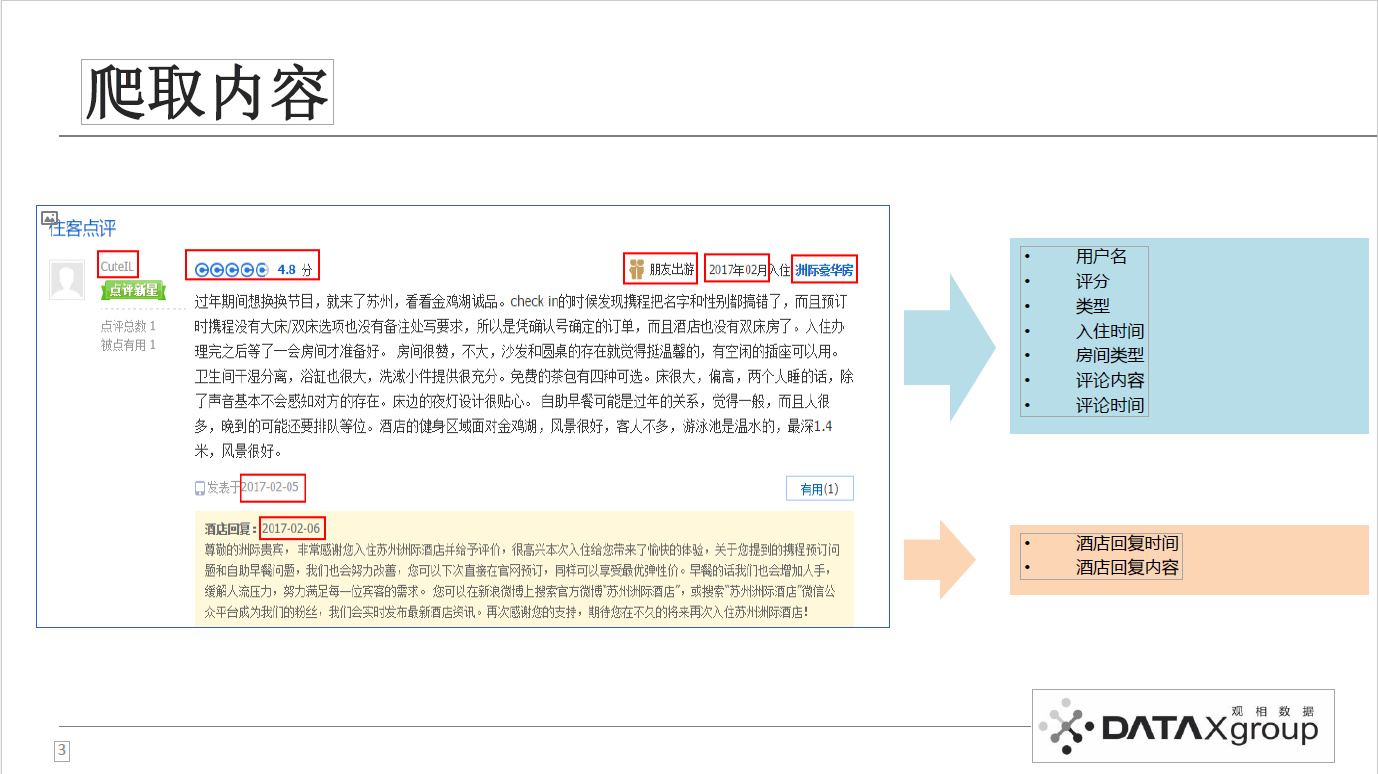 爬取内容
住客点评
CuteIL
点评新星
点评总数 1
被点有用 1
4.8 分
朋友出游 2017年02月入住 洲际豪华房
过年期间想换换节目，就来了苏州，看看金鸡湖诚品。check in的时候发现携程把名字和性别都搞错了，而且预订
时携程没有大床/双床选项也没有备注处写要求，所以是凭确认号确定的订单，而且酒店也没有双床房了。入住办
理完之后等了一会房间才准备好。 房间很赞，不大，沙发和圆桌的存在就觉得挺温馨的，有空闲的插座可以用。
卫生间干湿分离，浴缸也很大，洗漱小件提供很充分。免费的茶包有四种可选。床很大，偏高，两个人睡的话，除
了声音基本不会感知对方的存在。床边的夜灯设计很贴心。 自助早餐可能是过年的关系，觉得一般，而且人很
多，晚到的可能还要排队等位。酒店的健身区域面对金鸡湖，风景很好，客人不多，游泳池是温水的，最深1.4
米，风景很好。
发表于2017-02-05
有用(1)
酒店回复：2017-02-06
尊敬的洲际贵宾，非常感谢您入住苏州洲际酒店并给予评价，很高兴本次入住给您带来了愉快的体验，关于您提到的携程预订问
题和自助早餐问题，我们也会努力改善，您可以下次直接在官网预订，同样可以享受最优弹性价。早餐的话我们也会增加人手，
缓解人流压力，努力满足每一位宾客的需求。 您可以在新浪微博上搜索官方微博“苏州洲际酒店”，或搜索“苏州洲际酒店”微信公
众平台成为我们的粉丝，我们会实时发布最新酒店资讯。再次感谢您的支持，期待您在不久的将来再次入住苏州洲际酒店！
• 用户名
• 评分
• 类型
• 入住时间
• 房间类型
• 评论内容
• 评论时间
• 酒店回复时间
• 酒店回复内容
观相数据
DATAXgroup
3